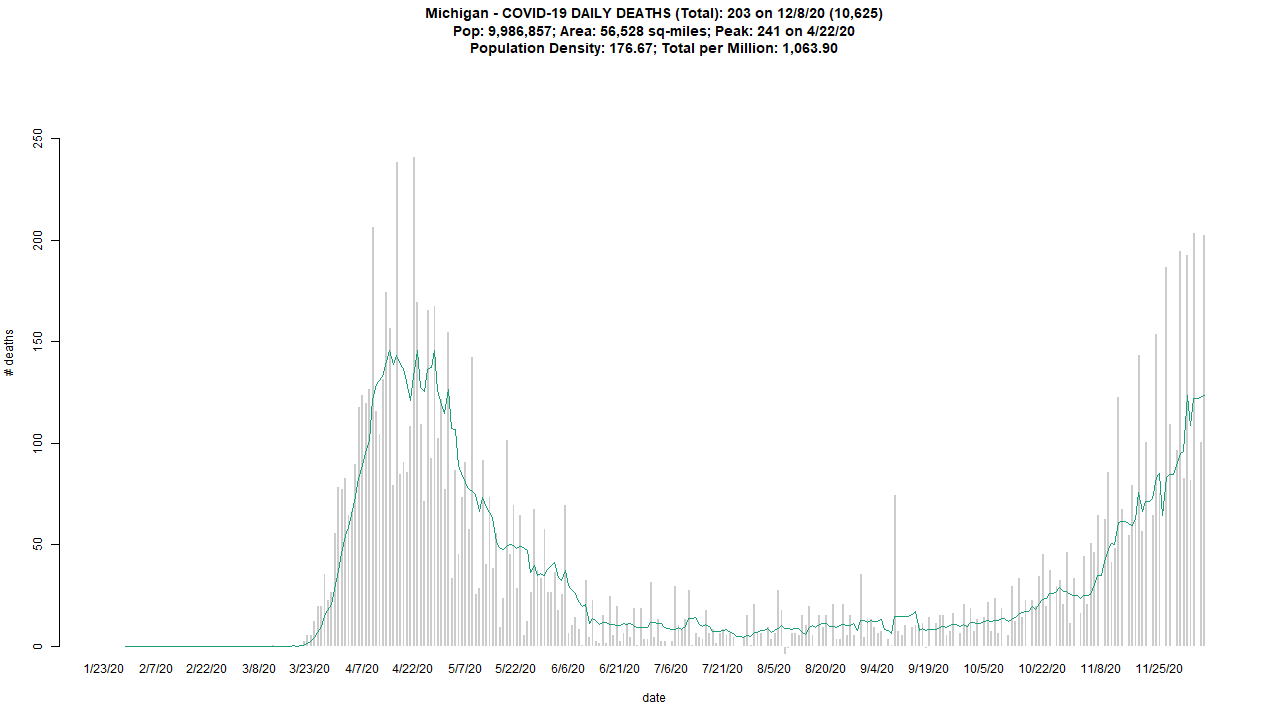 Michigan - COVID-19 DAILY DEATHS (Total): 203 on 12/8/20 (10,625)
Pop: 9,986,857; Area: 56,528 sq-miles; Peak: 241 on 4/22/20
Population Density: 176.67; Total per Million: 1,063.90
250
200
150
100
50
0
# deaths
1/23/20 2/7/20 2/22/20 3/8/20 3/23/20 4/7/20 4/22/20 5/7/20 5/22/20 6/6/20 6/21/20 7/6/20 7/21/20 8/5/20 8/20/20 9/4/20 9/19/20 10/5/20 10/22/20 11/8/20 11/25/20
date